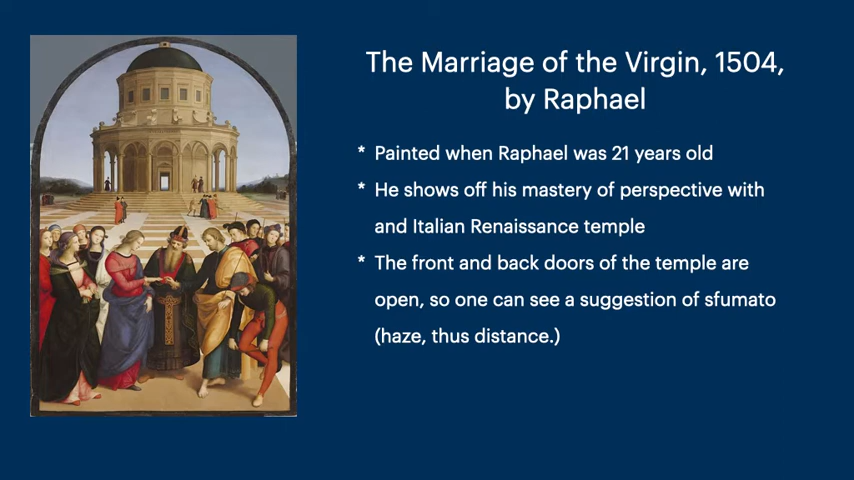 The Marriage of the Virgin, 1504,
by Raphael
* Painted when Raphael was 21 years old
* He shows off his mastery of perspective with
and Italian Renaissance temple
* The front and back doors of the temple are
open, so one can see a suggestion of sfumato
(haze, thus distance.)